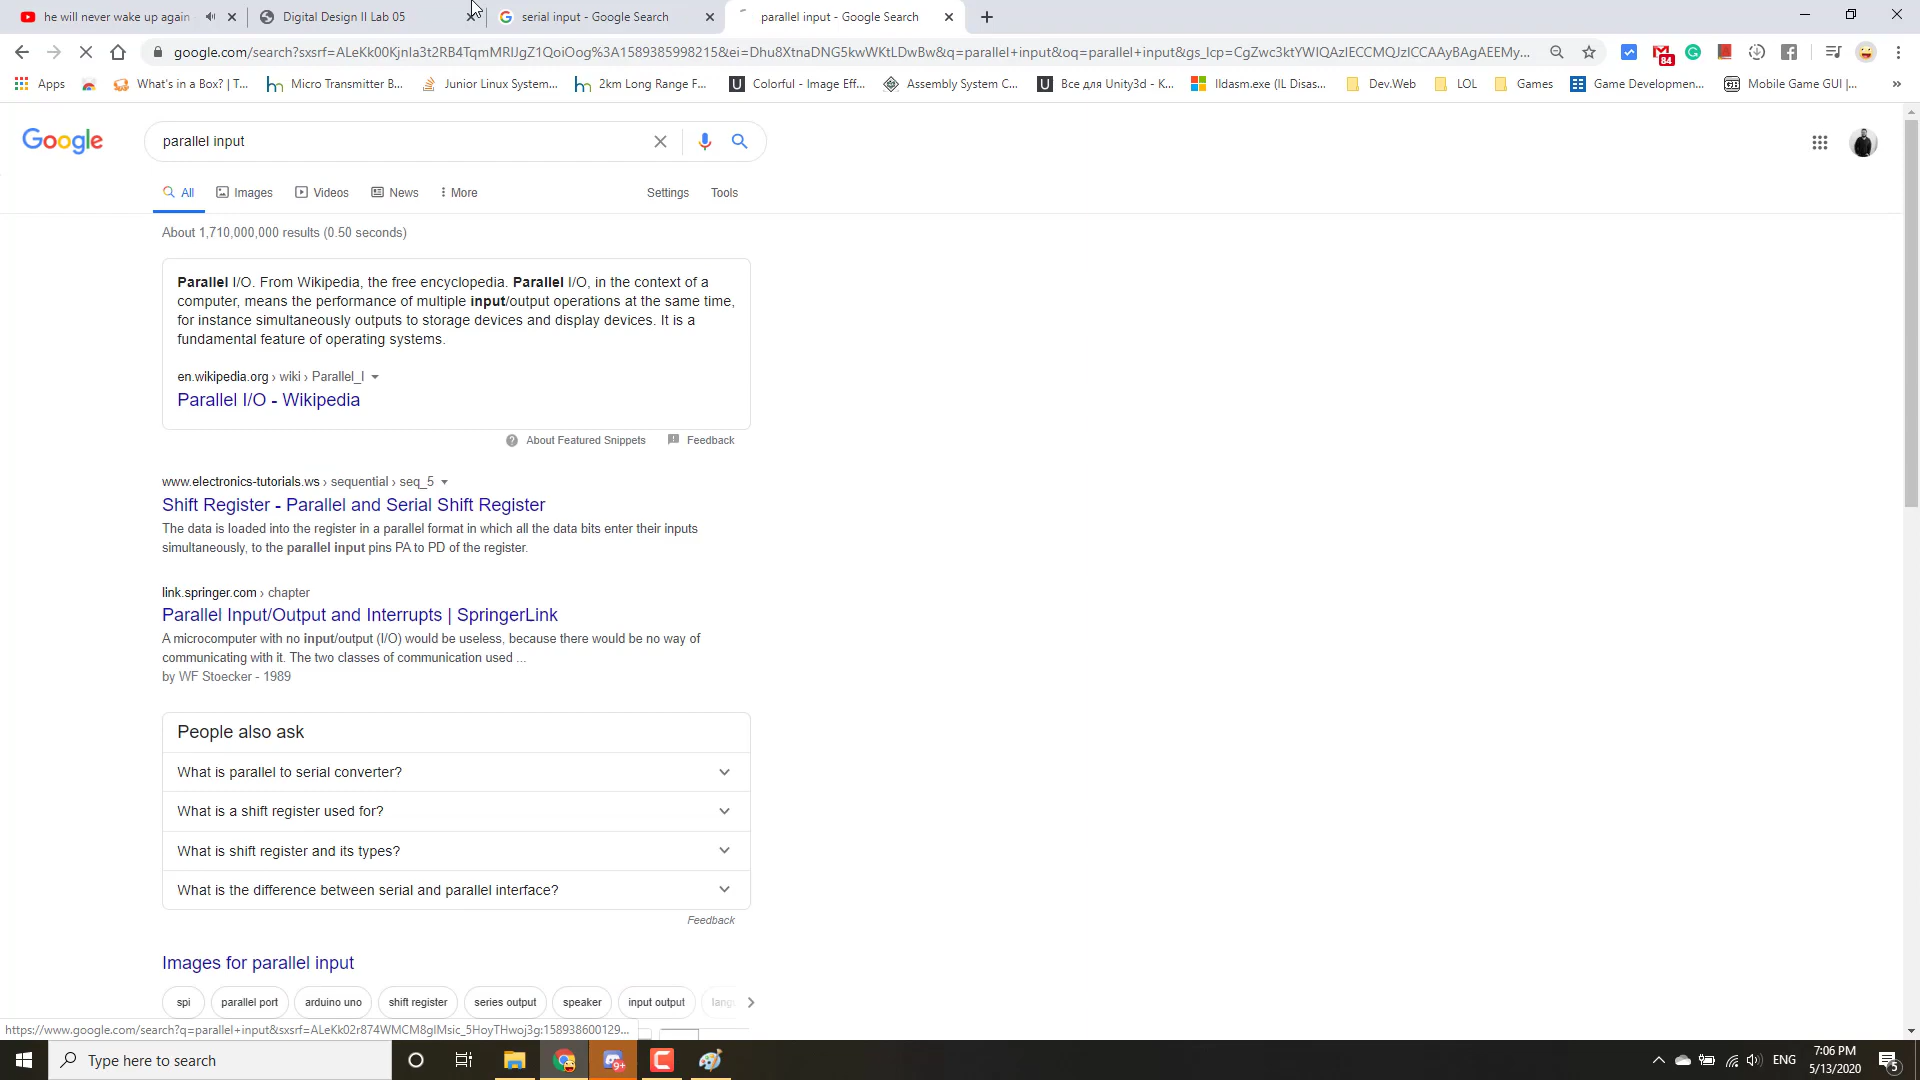 he will never wake up again
Digital Design II Lab 05
serial input - Google Search
parallel input - Google Search
google.com/search?sxsrf=ALeKk00KjnIa3t2RB4TqmMRlJgZ1QoiOog%3A1589385998215&ei=Dhu8XtnaDNG5kwWKtLDwBw&q=parallel+input&oq=parallel+input&gs_lcp=CgZwc3ktYWIQAzIECCMQJzICCAAyBAgAEEMy...
84
Apps
What's in a Box? | T...
Micro Transmitter B...
Junior Linux System...
2km Long Range F...
Colorful - Image Eff...
Assembly System C...
Все для Unity3d - K...
Ildasm.exe (IL Disas...
Dev.Web
LOL
Games
Game Developmen...
Mobile Game GUI |...
»
Google
parallel input
All
Images
Videos
News
More
Settings
Tools
About 1,710,000,000 results (0.50 seconds)
Parallel I/O. From Wikipedia, the free encyclopedia. Parallel I/O, in the context of a
computer, means the performance of multiple input/output operations at the same time,
for instance simultaneously outputs to storage devices and display devices. It is a
fundamental feature of operating systems.
en.wikipedia.org › wiki › Parallel_I
Parallel I/O - Wikipedia
About Featured Snippets
Feedback
www.electronics-tutorials.ws › sequential › seq_5
Shift Register - Parallel and Serial Shift Register
The data is loaded into the register in a parallel format in which all the data bits enter their inputs
simultaneously, to the parallel input pins PA to PD of the register.
link.springer.com › chapter
Parallel Input/Output and Interrupts | SpringerLink
A microcomputer with no input/output (I/O) would be useless, because there would be no way of
communicating with it. The two classes of communication used ...
by WF Stoecker - 1989
People also ask
What is parallel to serial converter?
What is a shift register used for?
What is shift register and its types?
What is the difference between serial and parallel interface?
Feedback
Images for parallel input
spi
parallel port
arduino uno
shift register
series output
speaker
input output
langu
https://www.google.com/search?q=parallel+input&sxsrf=ALeKk02r874WMCM8glMsic_5HoyTHwoj3g:158938600129...
Type here to search
9+
ENG
7:06 PM
5/13/2020
5